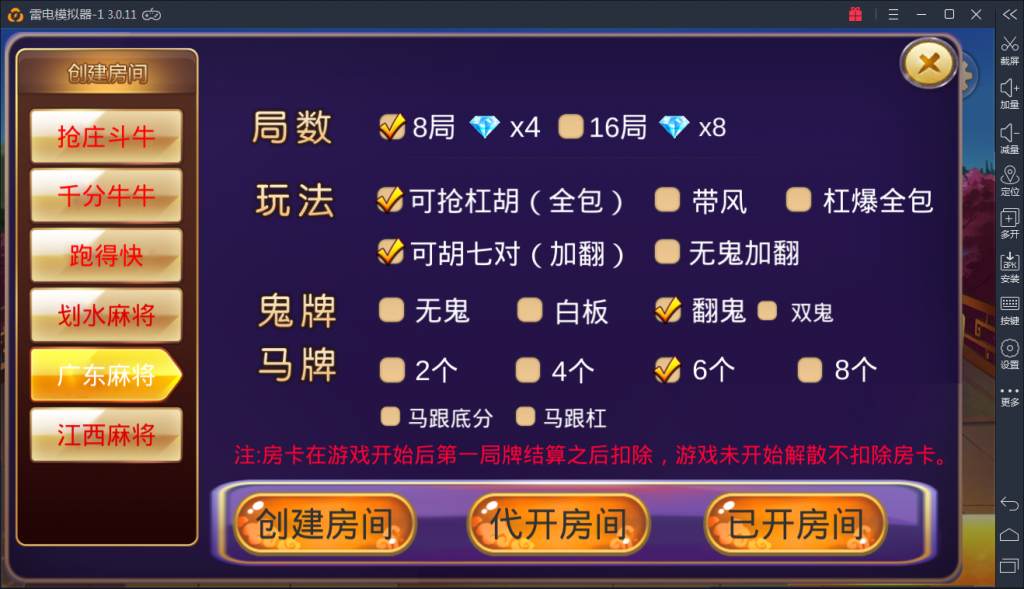 雷电模拟器-1 3.0.11
创建房间
抢庄斗牛
千分牛牛
跑得快
划水麻将
广东麻将
江西麻将
局数 8局 x4 16局 x8
玩法 可抢杠胡（全包） 带风 杠爆全包
可胡七对（加翻） 无鬼加翻
鬼牌 无鬼 白板 翻鬼 双鬼
马牌 2个 4个 6个 8个
马跟底分 马跟杠
注:房卡在游戏开始后第一局牌结算之后扣除，游戏未开始解散不扣除房卡。
创建房间 代开房间 已开房间
截屏
加量
减量
定位
多开
APK
安装
按键
设置
更多